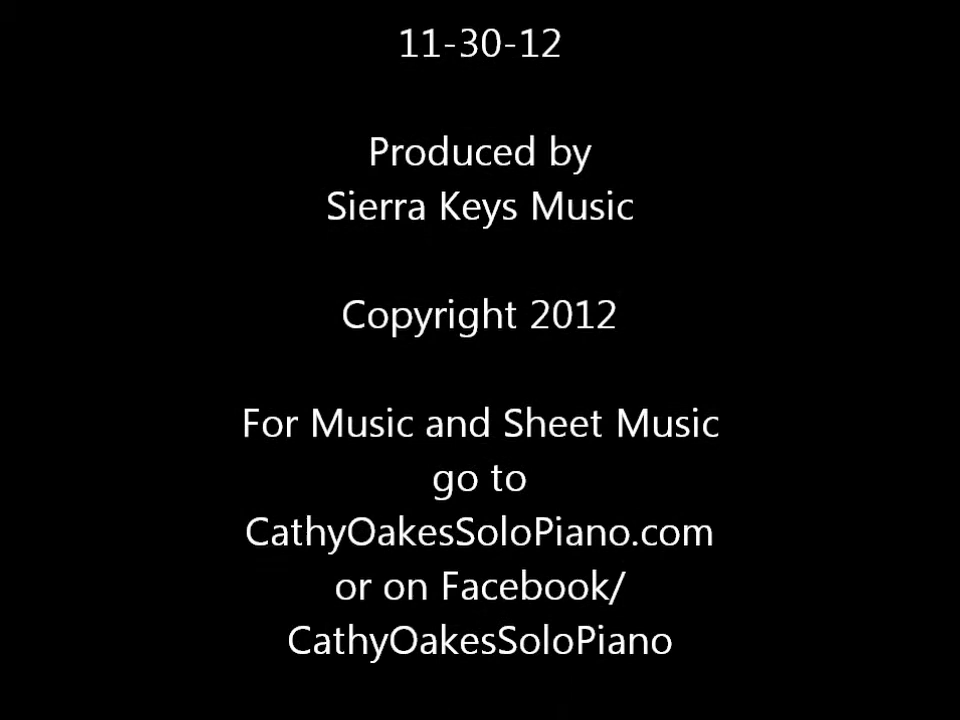 11-30-12
Produced by
Sierra Keys Music
Copyright 2012
For Music and Sheet Music
go to
CathyOakesSoloPiano.com
or on Facebook/
CathyOakesSoloPiano